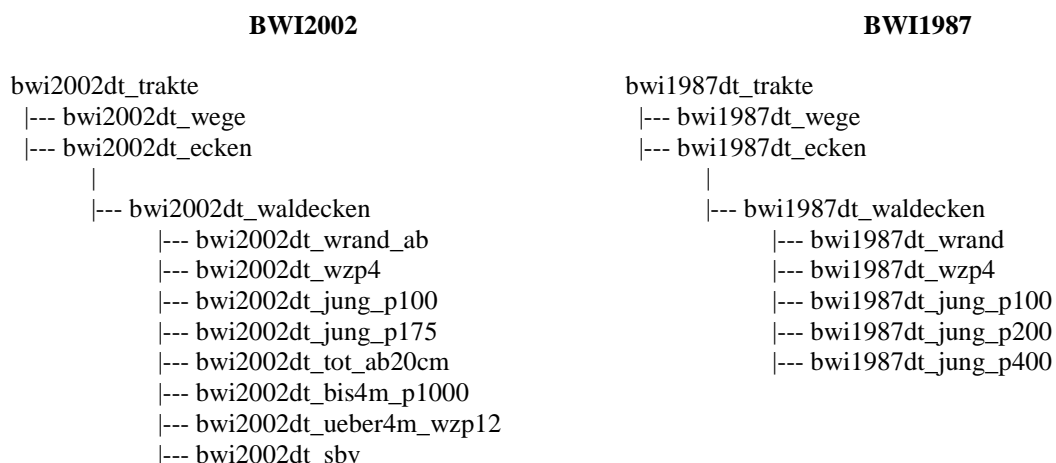 BWI2002
bwi2002dt_trakte
|--- bwi2002dt_wege
|--- bwi2002dt_ecken
|
|--- bwi2002dt_waldecken
|--- bwi2002dt_wrand_ab
|--- bwi2002dt_wzp4
|--- bwi2002dt_jung_p100
|--- bwi2002dt_jung_p175
|--- bwi2002dt_tot_ab20cm
|--- bwi2002dt_bis4m_p1000
|--- bwi2002dt_ueber4m_wzp12
|--- bwi2002dt_sbv
BWI1987
bwi1987dt_trakte
|--- bwi1987dt_wege
|--- bwi1987dt_ecken
|
|--- bwi1987dt_waldecken
|--- bwi1987dt_wrand
|--- bwi1987dt_wzp4
|--- bwi1987dt_jung_p100
|--- bwi1987dt_jung_p200
|--- bwi1987dt_jung_p400